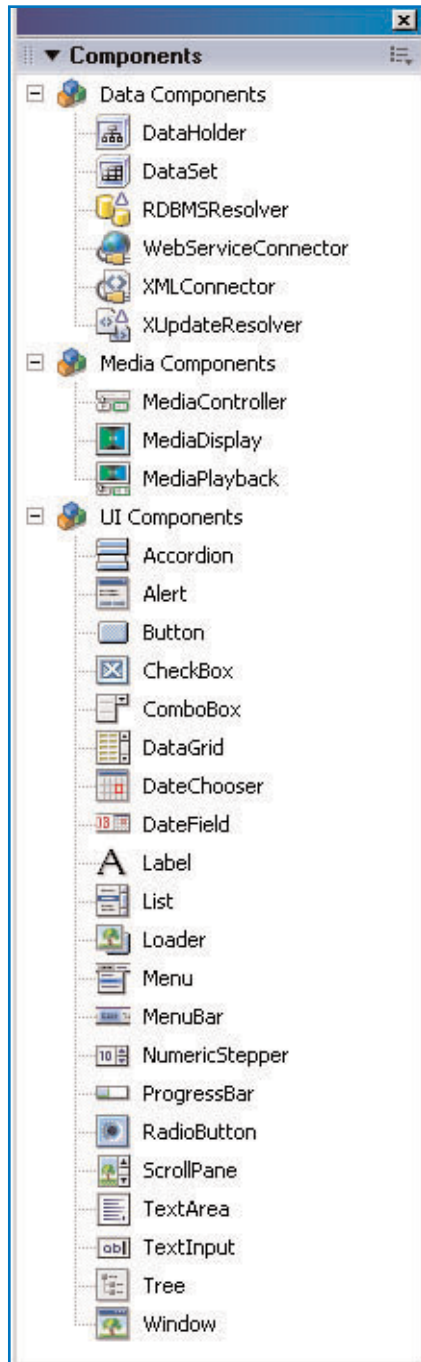 Components
Data Components
DataHolder
DataSet
RDBMSResolver
WebServiceConnector
XMLConnector
XUpdateResolver
Media Components
MediaController
MediaDisplay
MediaPlayback
UI Components
Accordion
Alert
Button
CheckBox
ComboBox
DataGrid
DateChooser
DateField
Label
List
Loader
Menu
MenuBar
NumericStepper
ProgressBar
RadioButton
ScrollPane
TextArea
TextInput
Tree
Window